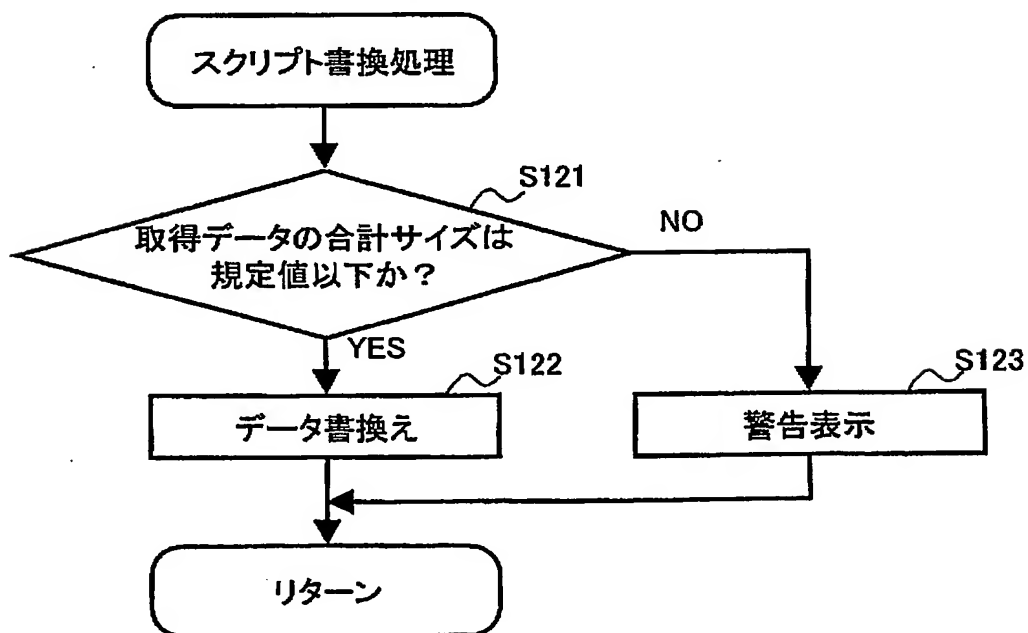 スクリプト書換処理
S121
取得データの合計サイズは
規定値以下か?
NO
YES
S122
S123
データ書換え
警告表示
リターン